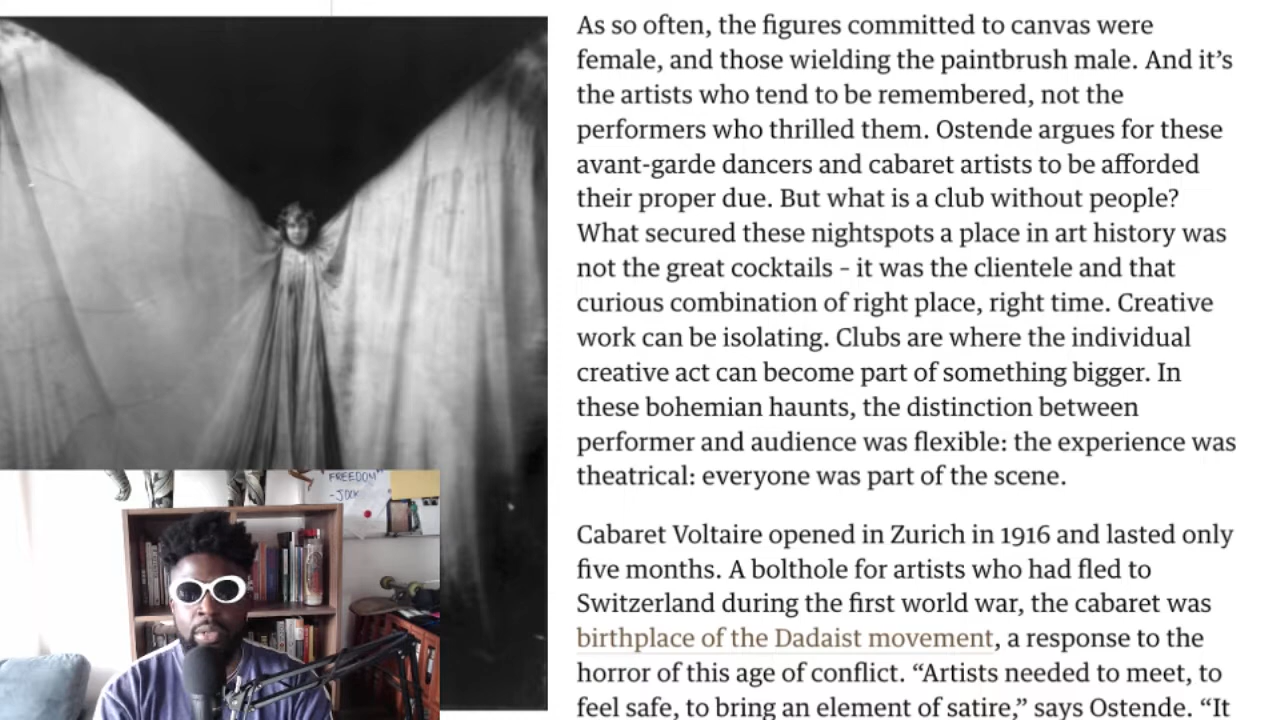 As so often, the figures committed to canvas were
female, and those wielding the paintbrush male. And it’s
the artists who tend to be remembered, not the
performers who thrilled them. Ostende argues for these
avant-garde dancers and cabaret artists to be afforded
their proper due. But what is a club without people?
What secured these nightspots a place in art history was
not the great cocktails – it was the clientele and that
curious combination of right place, right time. Creative
work can be isolating. Clubs are where the individual
creative act can become part of something bigger. In
these bohemian haunts, the distinction between
performer and audience was flexible: the experience was
theatrical: everyone was part of the scene.
Cabaret Voltaire opened in Zurich in 1916 and lasted only
five months. A bolthole for artists who had fled to
Switzerland during the first world war, the cabaret was
birthplace of the Dadaist movement, a response to the
horror of this age of conflict. “Artists needed to meet, to
feel safe, to bring an element of satire,” says Ostende. “It
FREEDOM"